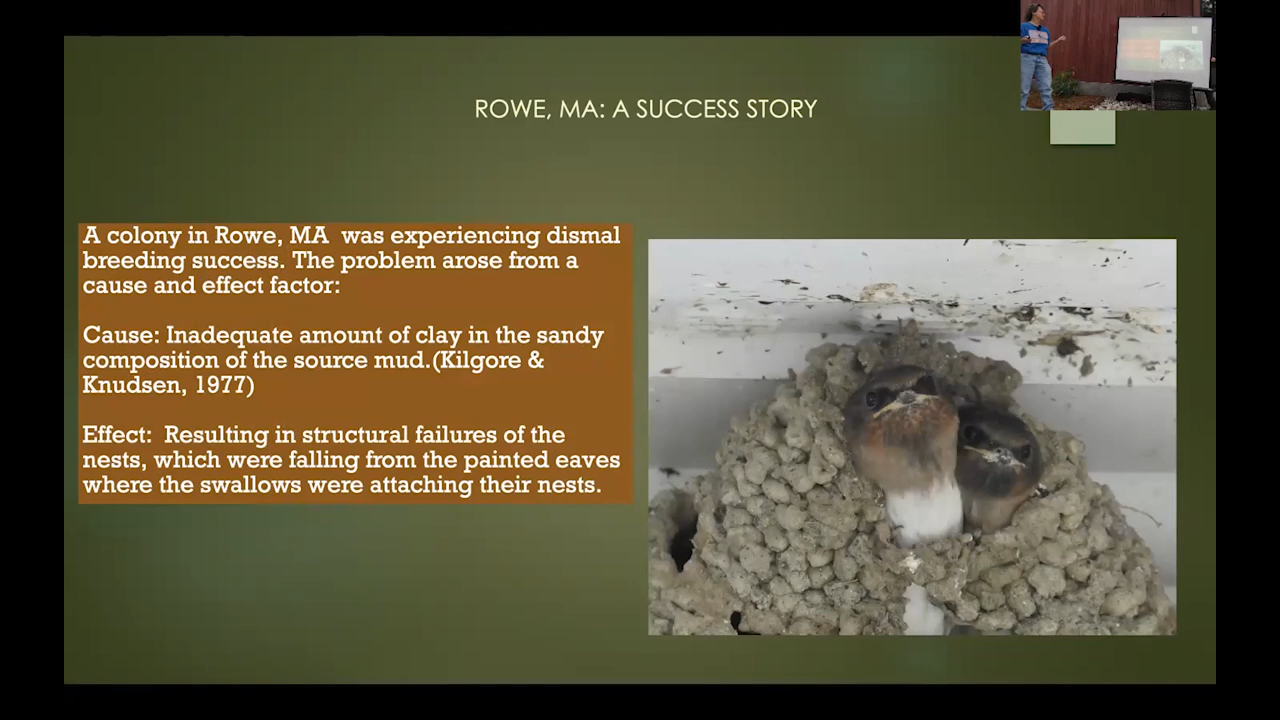 ROWE, MA: A SUCCESS STORY
A colony in Rowe, MA was experiencing dismal
breeding success. The problem arose from a
cause and effect factor:
Cause: Inadequate amount of clay in the sandy
composition of the source mud.(Kilgore &
Knudsen, 1977)
Effect: Resulting in structural failures of the
nests, which were falling from the painted eaves
where the swallows were attaching their nests.